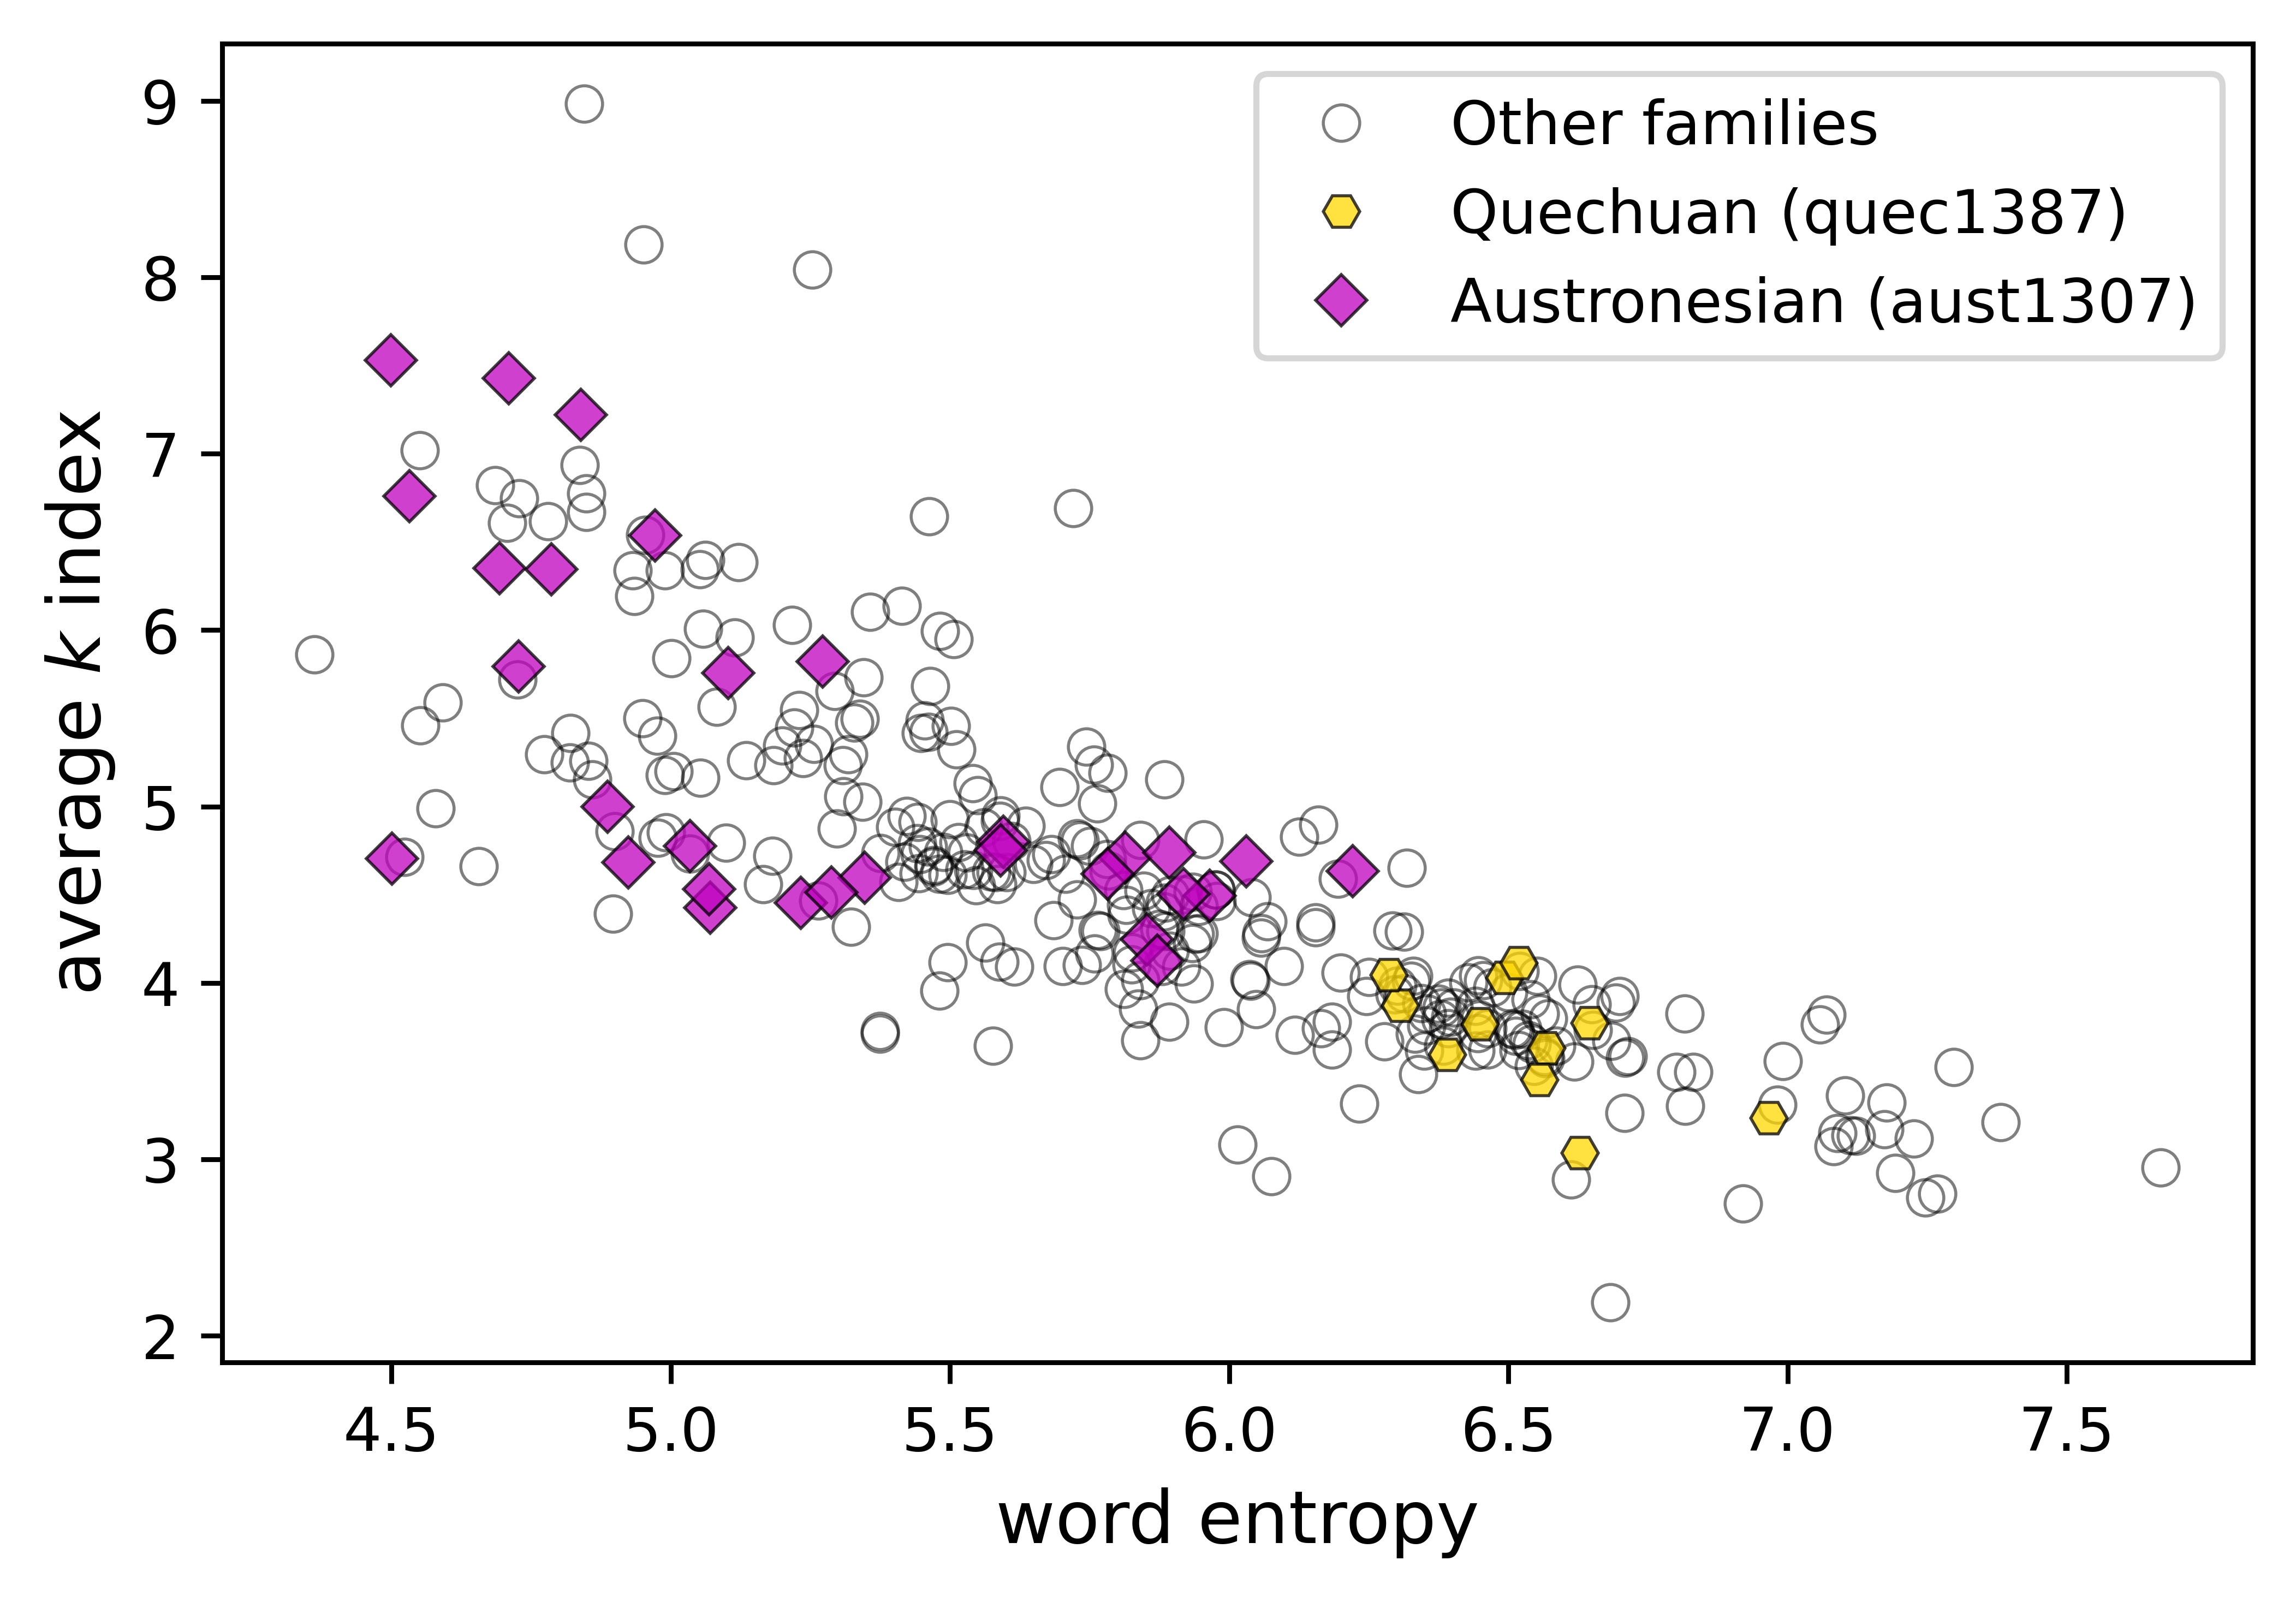 Other families
Quechuan (quec1387)
Austronesian (aust1307)
average k index
9
8
7
6
5
4
3
2
4.5 5.0 5.5 6.0 6.5 7.0 7.5
word entropy